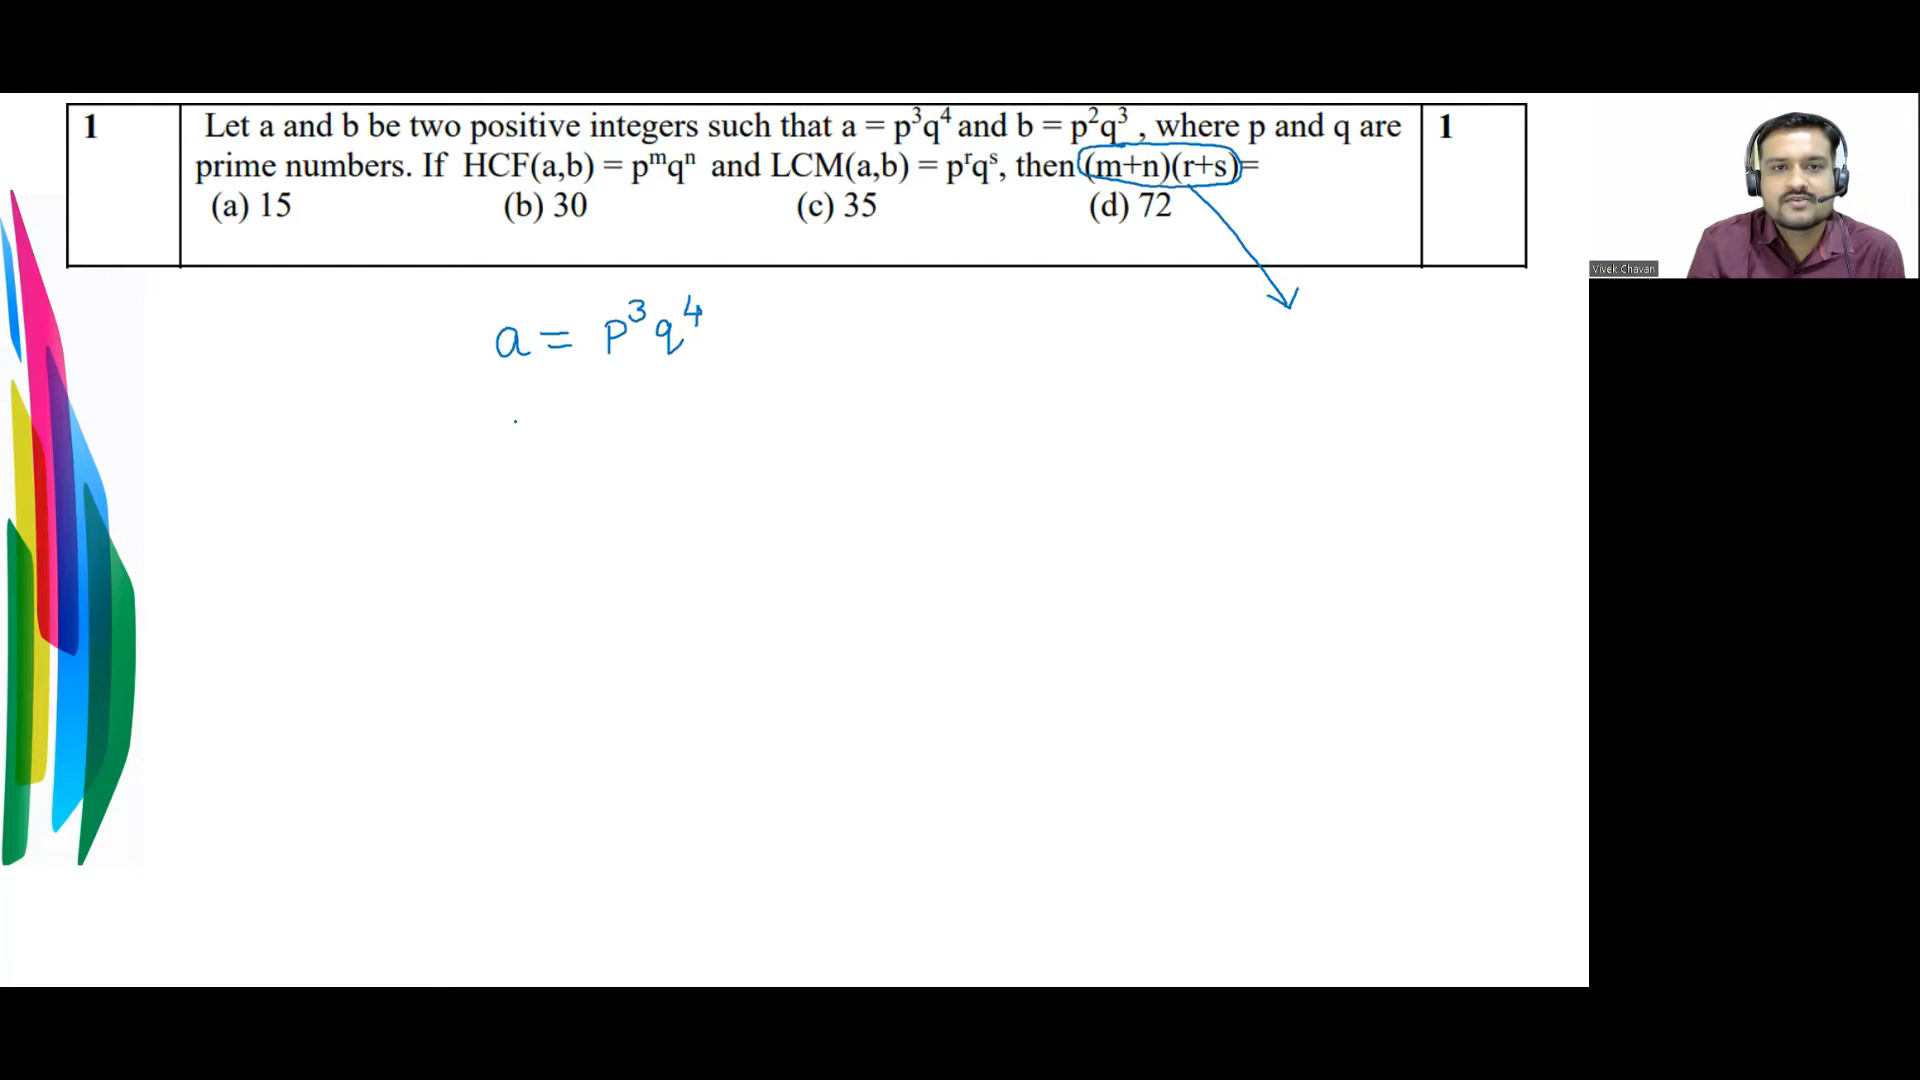 1 Let a and b be two positive integers such that a = p³q⁴ and b = p²q³ , where p and q are 1
prime numbers. If HCF(a,b) = pᵐqⁿ and LCM(a,b) = pʳqˢ, then (m+n)(r+s)=
(a) 15 (b) 30 (c) 35 (d) 72
Vivek Chavan
a = p³q⁴